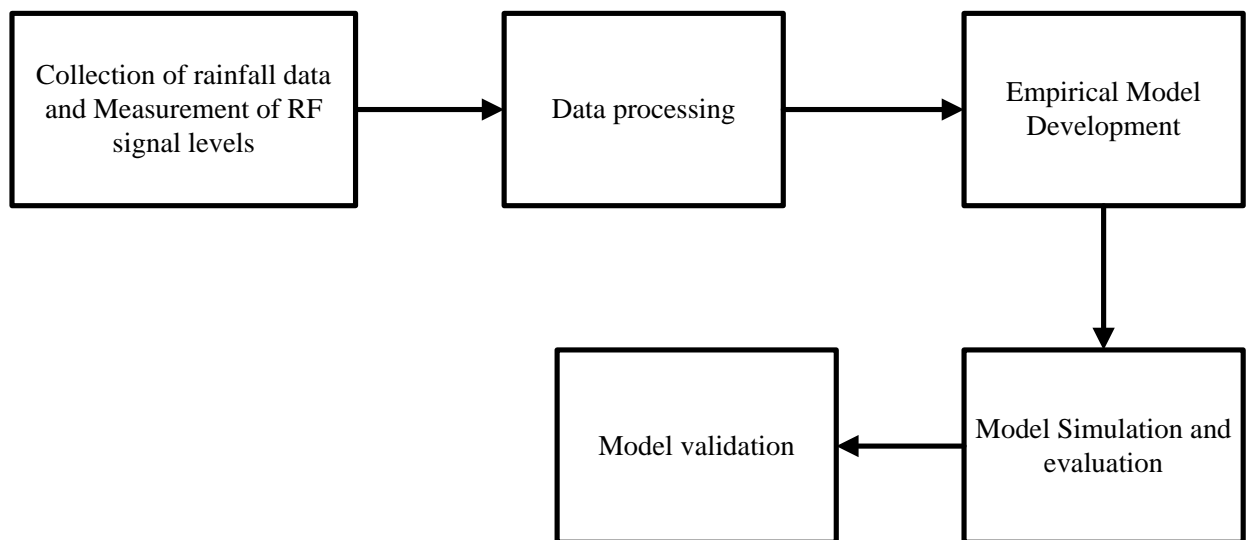 Collection of rainfall data
and Measurement of RF
signal levels
Data processing
Empirical Model
Development
Model Simulation and
evaluation
Model validation